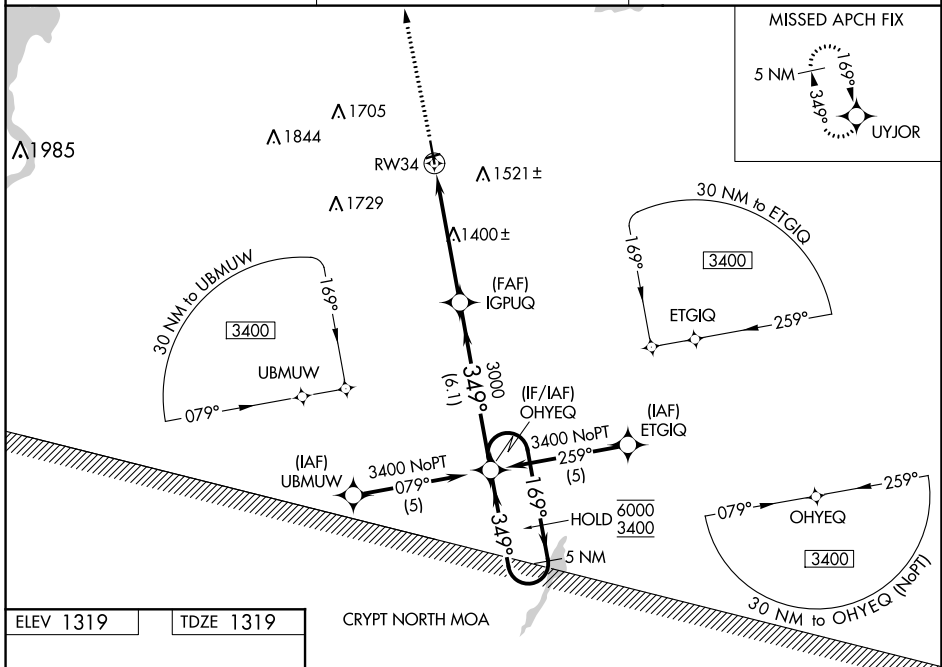 MISSED APCH FIX
5 NM
169°
349°
UYJOR
1705
1844
1985
RW34
1521±
1729
1400±
30 NM to UBMUW
169°
3400
UBMUW
079°
30 NM to ETGIQ
169°
3400
ETGIQ
259°
(FAF)
IGPUQ
3000
349°
(6.1)
(IF/IAF)
OHYEQ
(IAF)
ETGIQ
3400 NoPT
259°
(5)
(IAF)
UBMUW
3400 NoPT
079°
(5)
169°
349°
HOLD
6000
3400
5 NM
079°
259°
OHYEQ
3400
30 NM to OHYEQ (NoPT)
ELEV 1319
TDZE 1319
CRYPT NORTH MOA